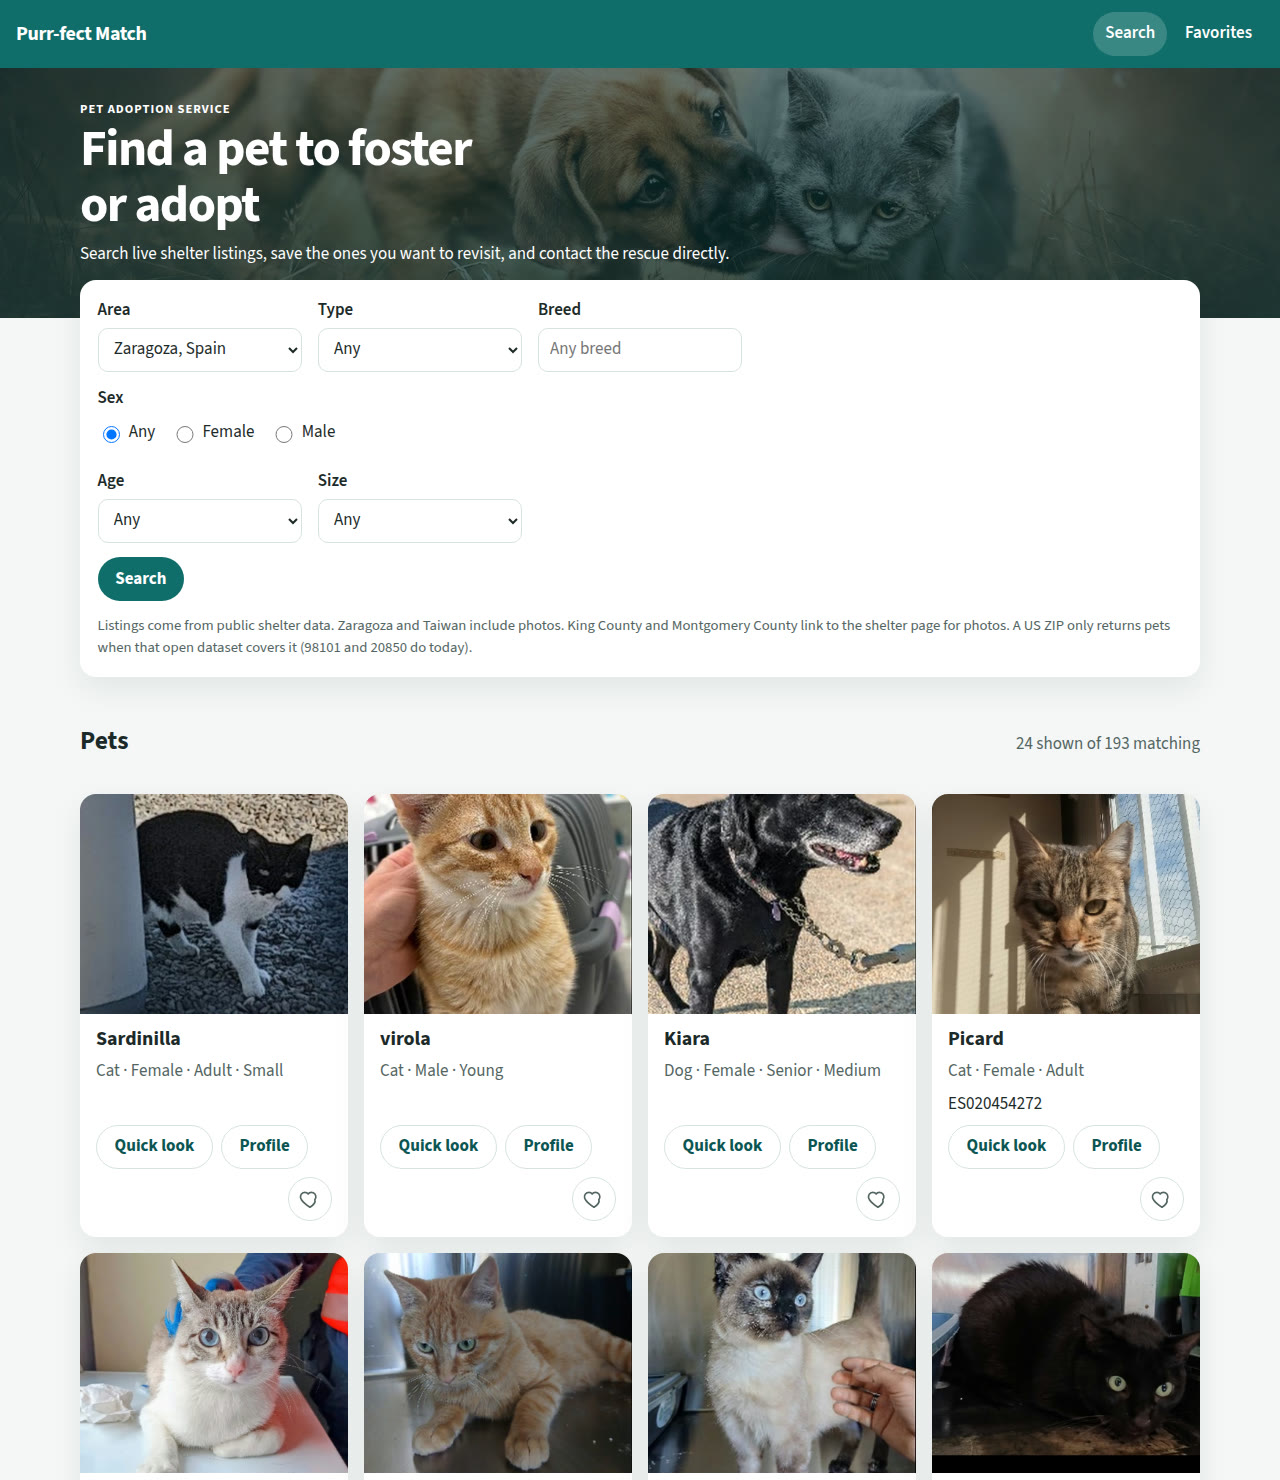 Purr-fect Match
Search
Favorites
PET ADOPTION SERVICE
Find a pet to foster
or adopt
Search live shelter listings, save the ones you want to revisit, and contact the rescue directly.
Area
Type
Breed
Zaragoza, Spain
Any
Any breed
Sex
Any
Female
Male
Age
Size
Any
Any
Search
Listings come from public shelter data. Zaragoza and Taiwan include photos. King County and Montgomery County link to the shelter page for photos. A US ZIP only returns pets
when that open dataset covers it (98101 and 20850 do today).
Pets
24 shown of 193 matching
Sardinilla
Cat · Female · Adult · Small
Quick look
Profile
virola
Cat · Male · Young
Quick look
Profile
Kiara
Dog · Female · Senior · Medium
Quick look
Profile
Picard
Cat · Female · Adult
ES020454272
Quick look
Profile